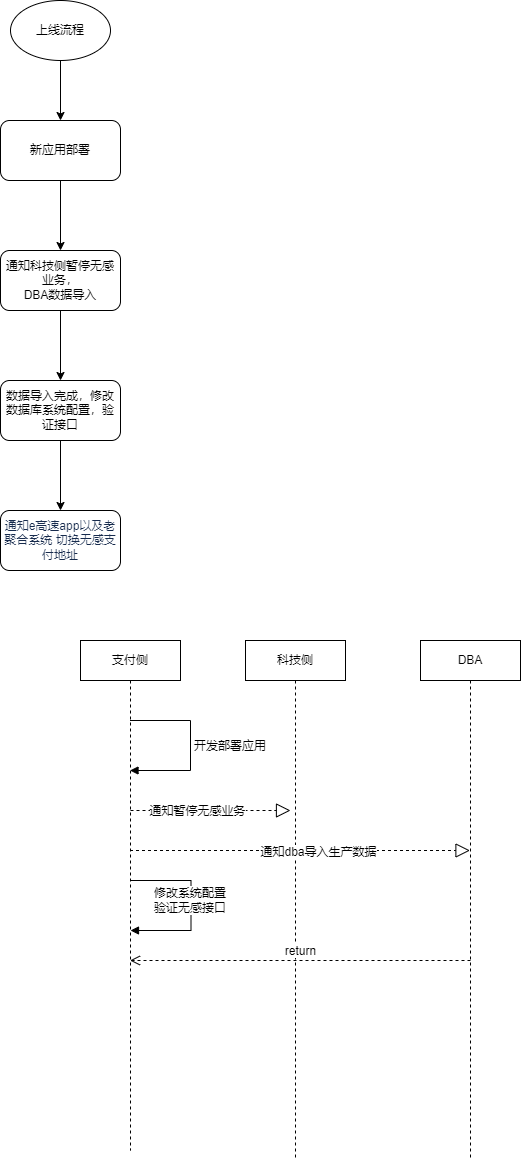 上线流程
新应用部署
通知科技侧暂停无感
业务，
DBA数据导入
数据导入完成，修改
数据库系统配置，验
证接口
通知e高速app以及老
聚合系统 切换无感支
付地址
支付侧
科技侧
DBA
开发部署应用
通知暂停无感业务
通知dba导入生产数据
修改系统配置
验证无感接口
return